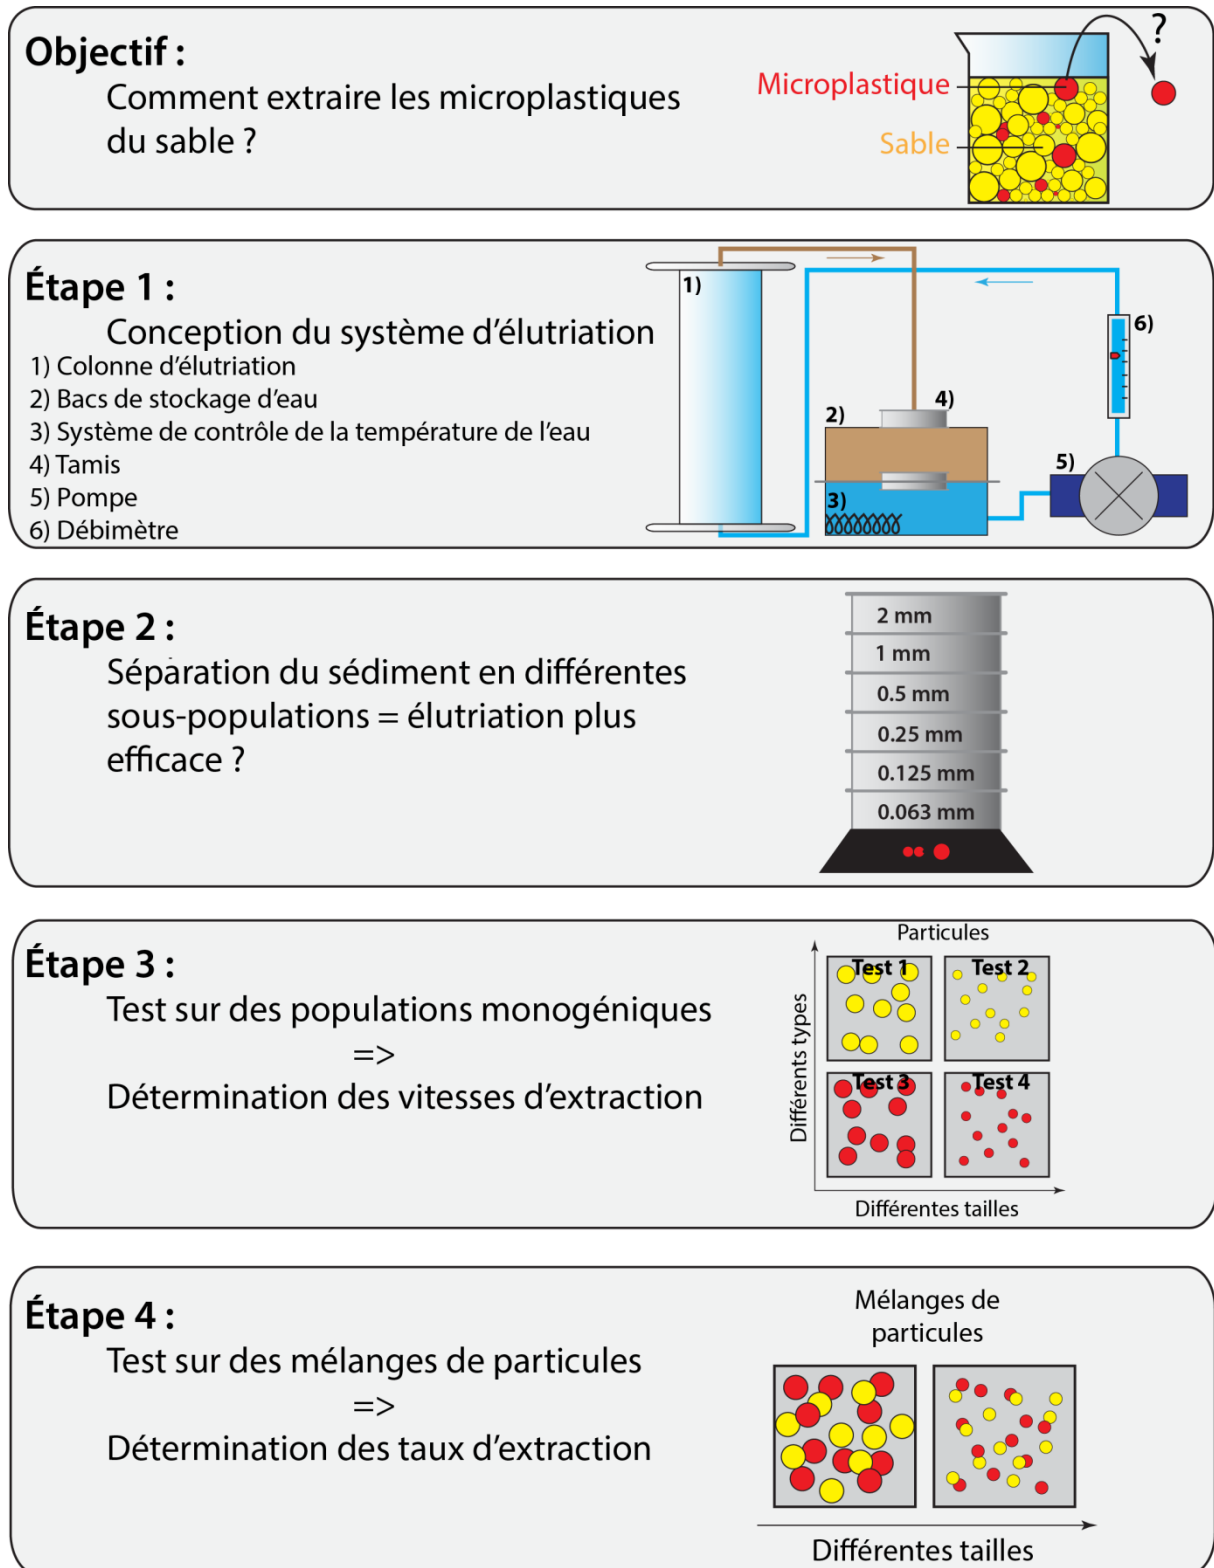 Objectif :
Comment extraire les microplastiques
du sable ?
Microplastique
Sable
?
Étape 1 :
Conception du système d'élutriation
1) Colonne d'élutriation
2) Bacs de stockage d'eau
3) Système de contrôle de la température de l'eau
4) Tamis
5) Pompe
6) Débimètre
1)
2)
3)
4)
5)
6)
Étape 2 :
Séparation du sédiment en différentes
sous-populations = élutriation plus
efficace ?
2 mm
1 mm
0.5 mm
0.25 mm
0.125 mm
0.063 mm
Étape 3 :
Test sur des populations monogéniques
=>
Détermination des vitesses d'extraction
Particules
Différents types
Test 1
Test 2
Test 3
Test 4
Différentes tailles
Étape 4 :
Test sur des mélanges de particules
=>
Détermination des taux d'extraction
Mélanges de
particules
Différentes tailles